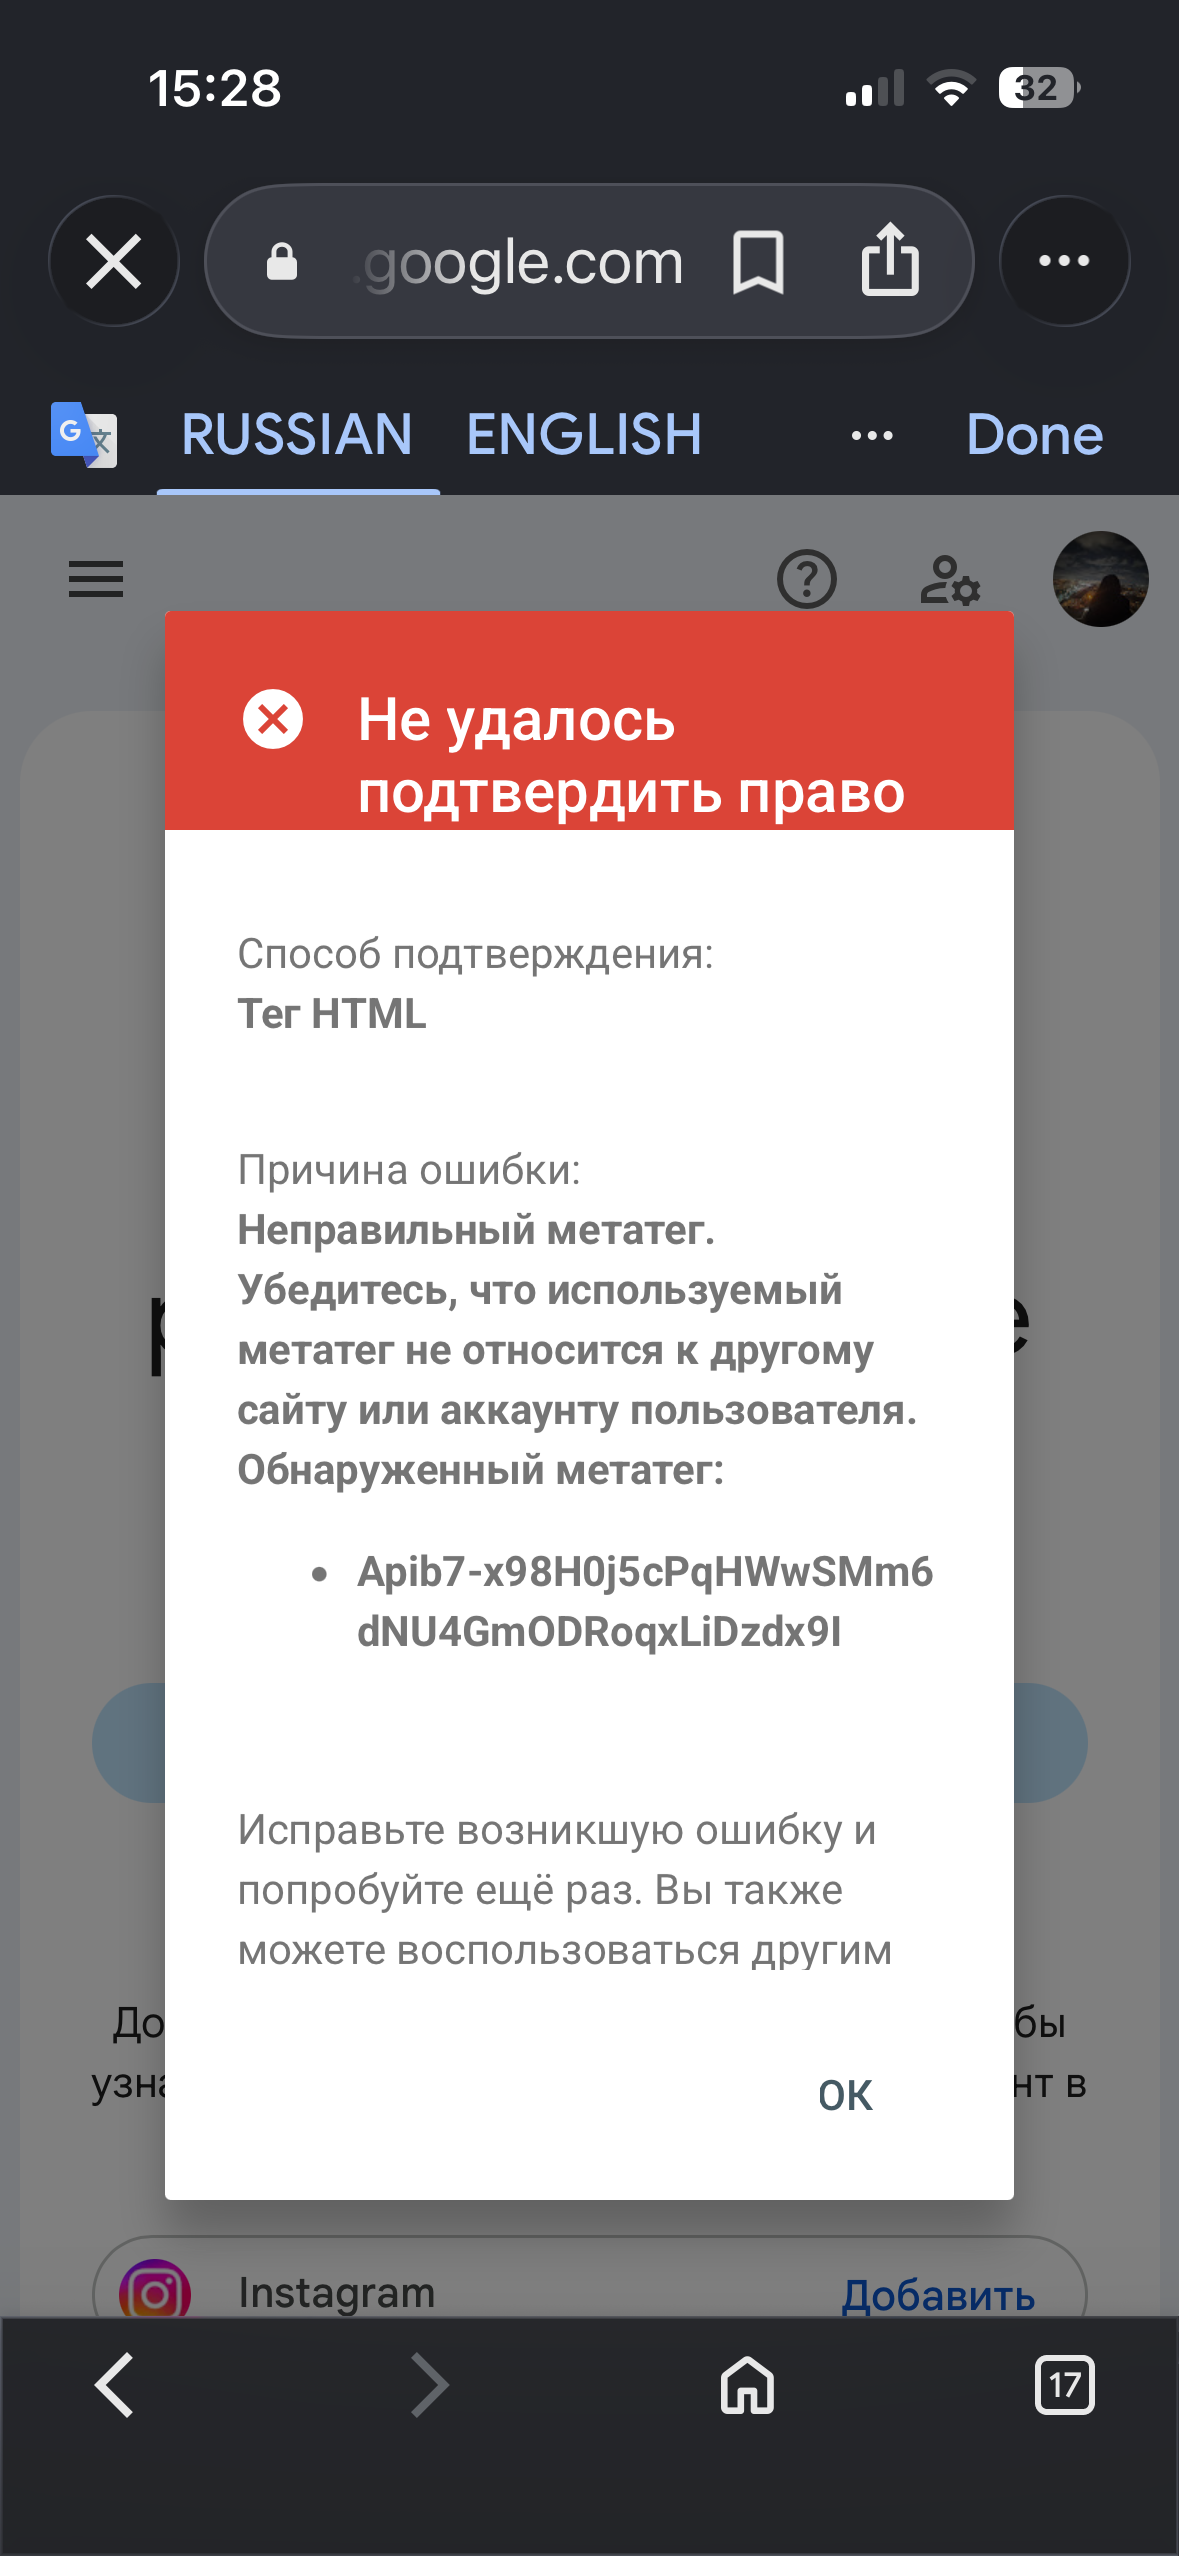 15:28
32
.google.com
RUSSIAN ENGLISH ... Done
Не удалось
подтвердить право
Способ подтверждения:
Тег HTML
Причина ошибки:
Неправильный метатег.
Убедитесь, что используемый
метатег не относится к другому
сайту или аккаунту пользователя.
Обнаруженный метатег:
• Apib7-x98H0j5cPqHWwSMm6
dNU4GmODRoqxLiDzdx9I
Исправьте возникшую ошибку и
попробуйте ещё раз. Вы также
можете воспользоваться другим
ОК
Instagram Добавить
17